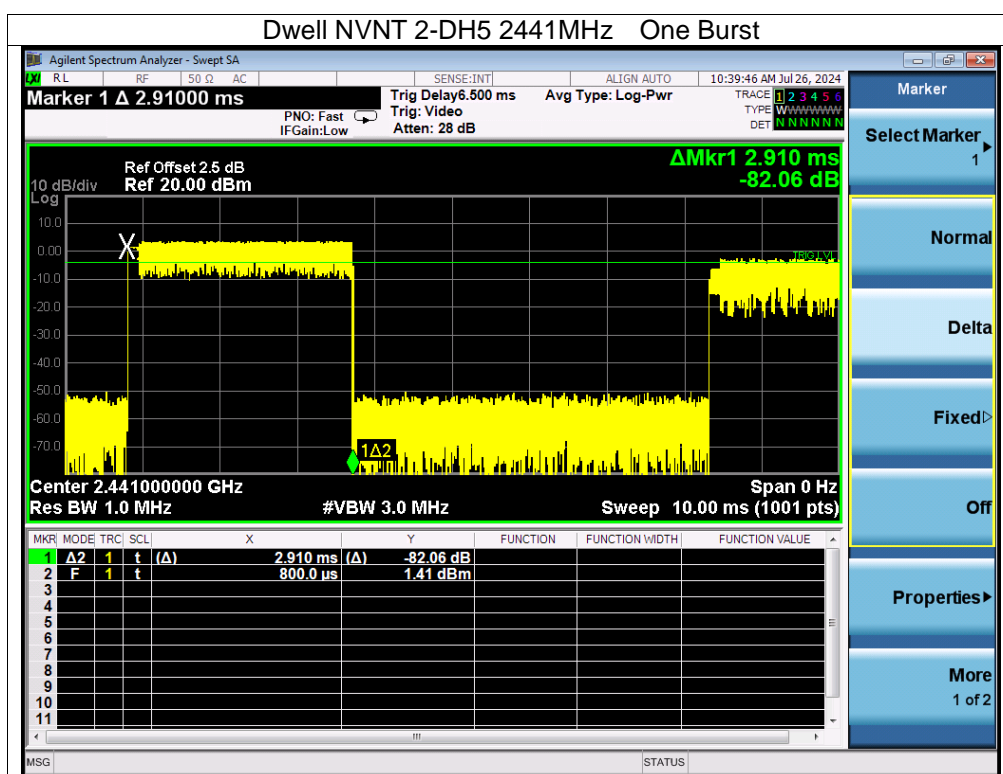 Dwell NVNT 2-DH5 2441MHz One Burst
Agilent Spectrum Analyzer - Swept SA
LXI RL RF 50 Ω AC SENSE:INT ALIGN AUTO 10:39:46 AM Jul 26, 2024
Marker 1 Δ 2.91000 ms
PNO: Fast
IFGain:Low
Trig Delay6.500 ms
Trig: Video
Atten: 28 dB
Avg Type: Log-Pwr
TRACE 1 2 3 4 5 6
TYPE WWWWWW
DET N N N N N N
ΔMkr1 2.910 ms
-82.06 dB
Ref Offset 2.5 dB
10 dB/div Ref 20.00 dBm
Log
10.0
0.00
TRIG LVL
-10.0
-20.0
-30.0
-40.0
-50.0
-60.0
-70.0
X
1Δ2
Center 2.441000000 GHz Span 0 Hz
Res BW 1.0 MHz #VBW 3.0 MHz Sweep 10.00 ms (1001 pts)
MKR MODE TRC SCL X Y FUNCTION FUNCTION WIDTH FUNCTION VALUE
1 Δ2 1 t (Δ) 2.910 ms (Δ) -82.06 dB
2 F 1 t 800.0 µs 1.41 dBm
3
4
5
6
7
8
9
10
11
MSG STATUS
Marker
Select Marker
1
Normal
Delta
Fixed
Off
Properties
More
1 of 2